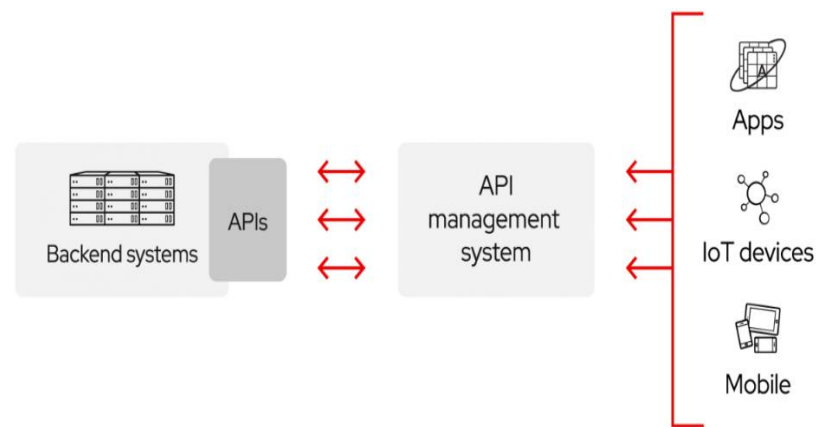 Backend systems
APIs
API
management
system
Apps
IoT devices
Mobile